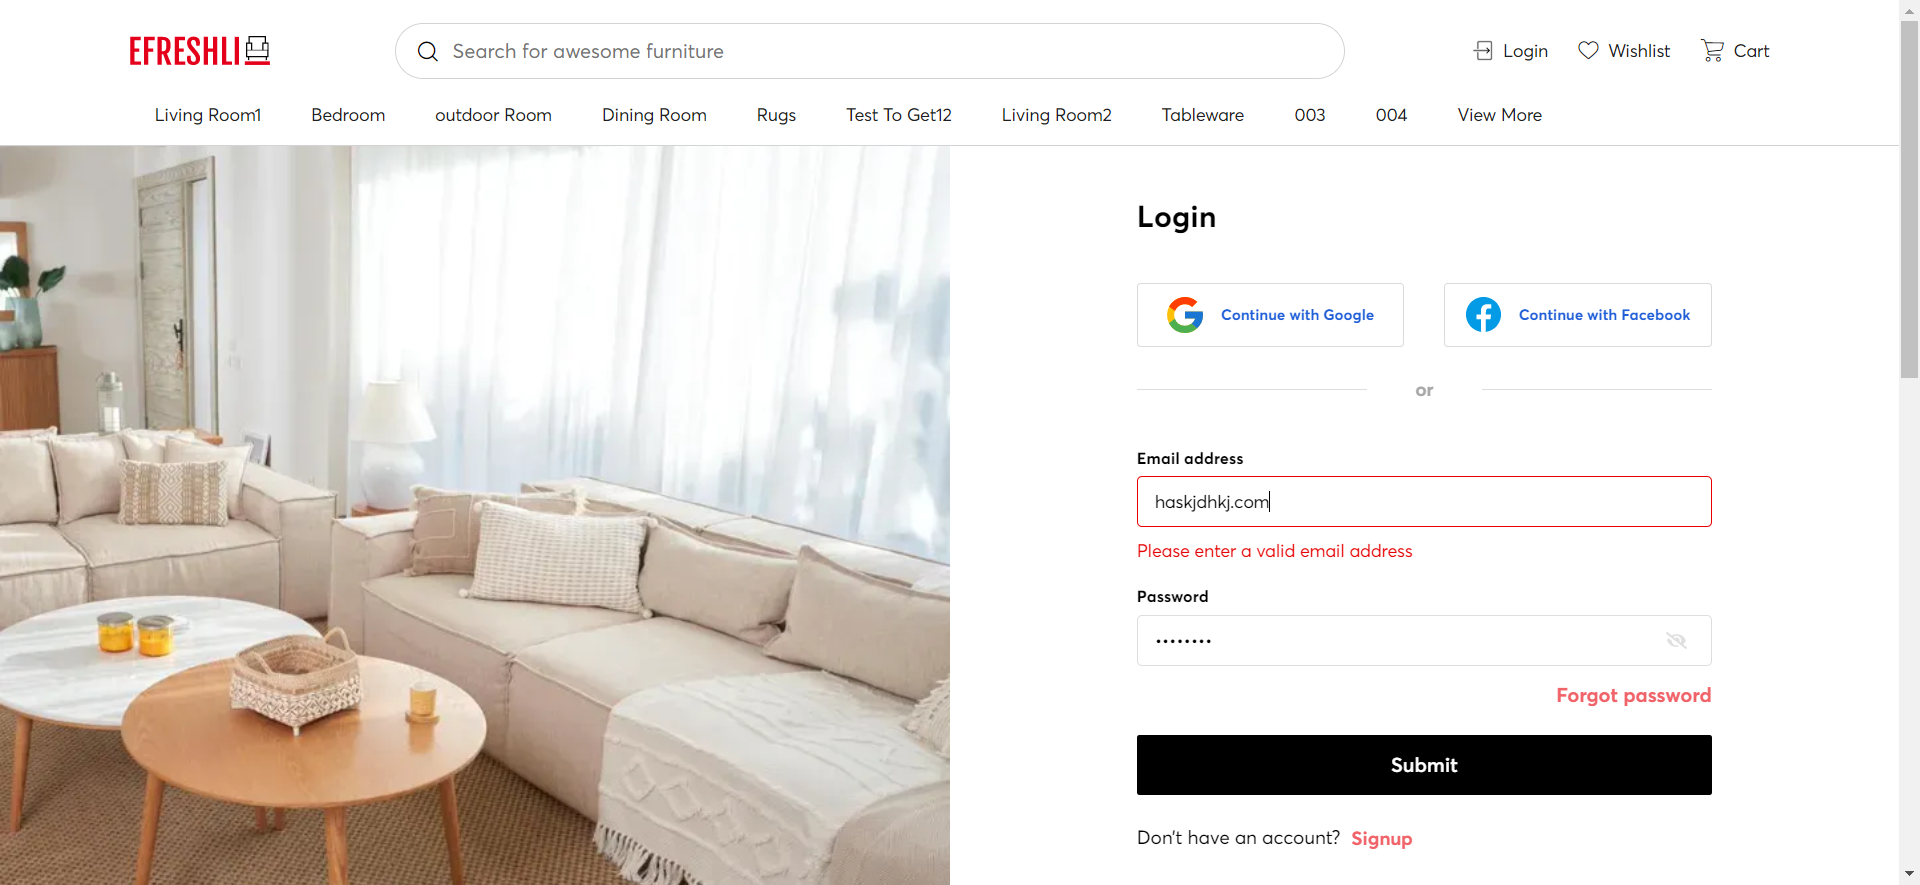 EFRESHLI
Search for awesome furniture
Login
Wishlist
Cart
Living Room1
Bedroom
outdoor Room
Dining Room
Rugs
Test To Get12
Living Room2
Tableware
003
004
View More
Login
Continue with Google
Continue with Facebook
or
Email address
haskjdhkj.com
Please enter a valid email address
Password
••••••••
Forgot password
Submit
Don't have an account? Signup